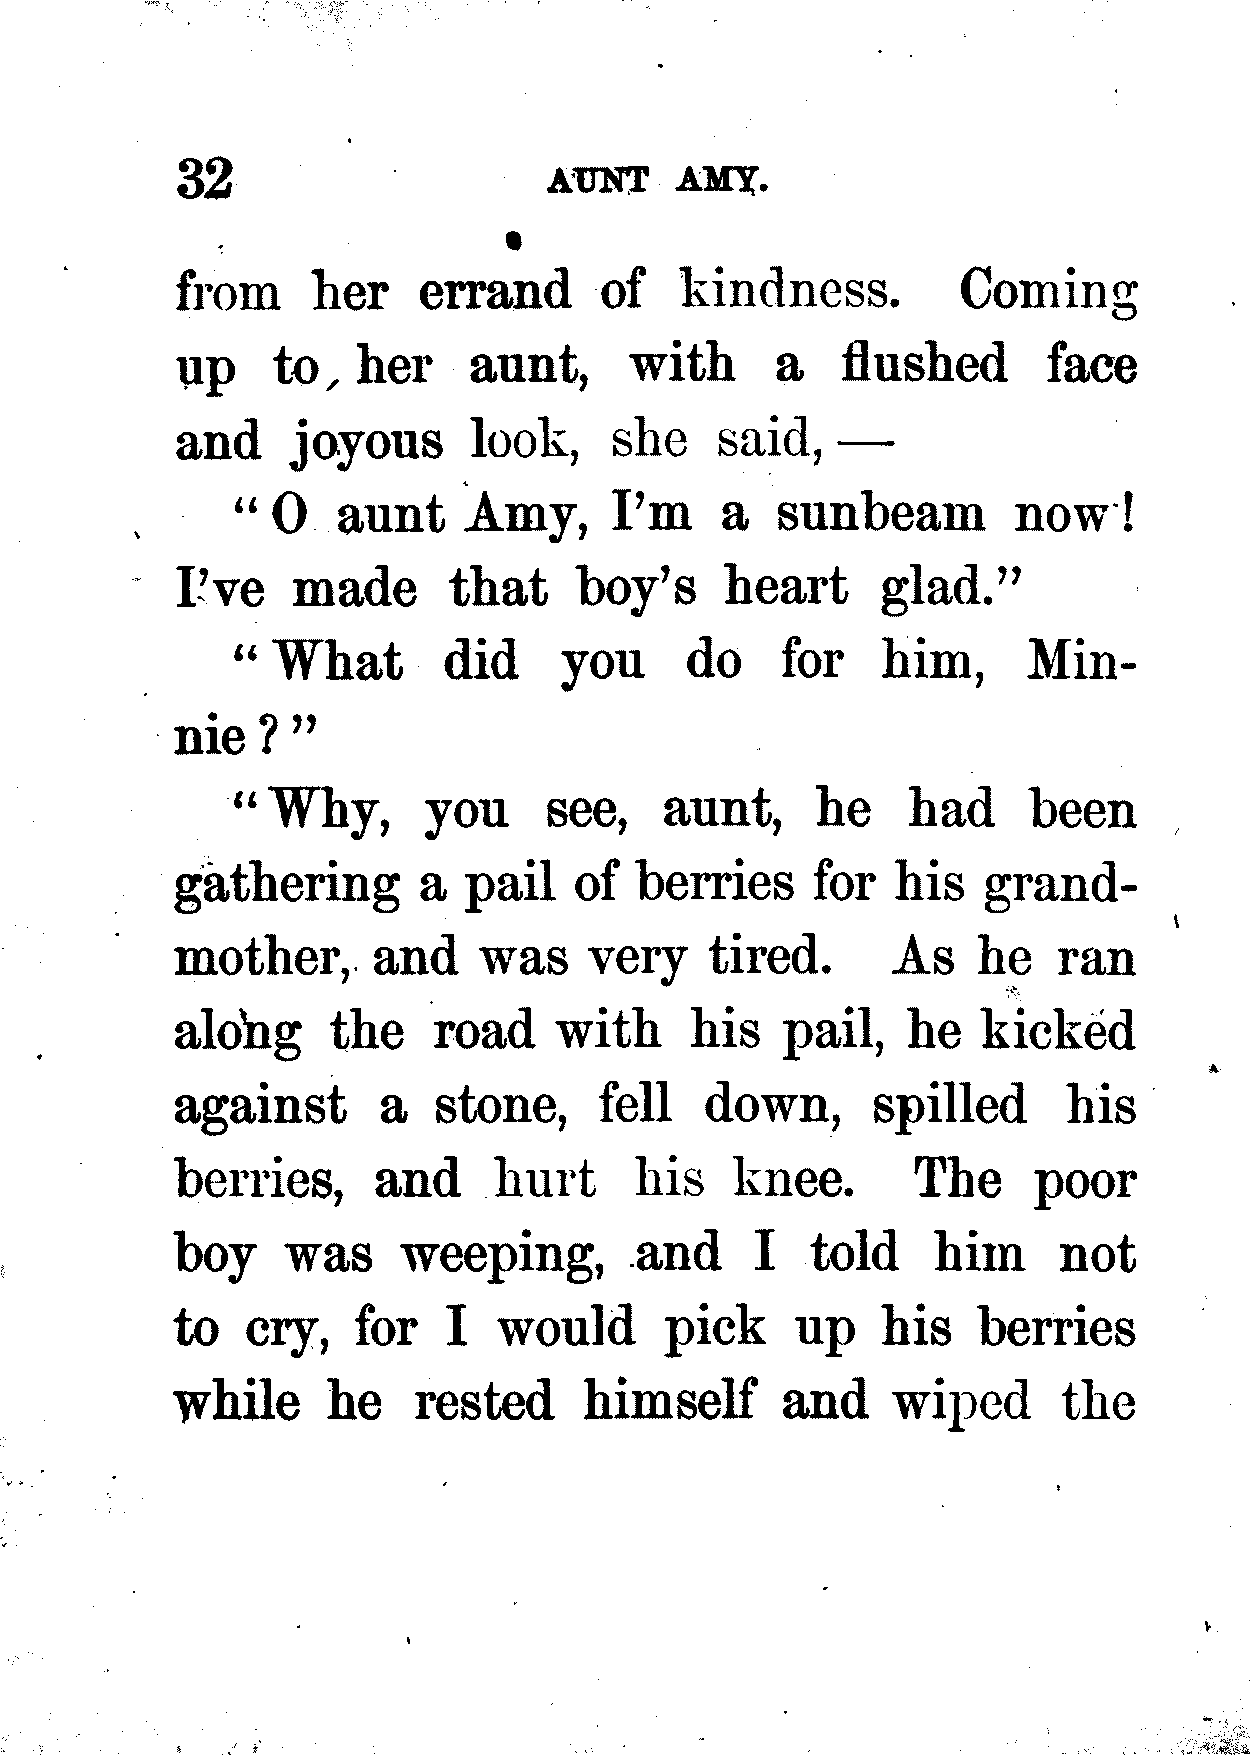 32 AUNT AMY.
from her errand of kindness. Coming
up to her aunt, with a flushed face
and joyous look, she said, —
“ O aunt Amy, I’m a sunbeam now !
I’ve made that boy’s heart glad.”
“ What did you do for him, Min-
nie ? ”
“ Why, you see, aunt, he had been
gathering a pail of berries for his grand-
mother, and was very tired. As he ran
along the road with his pail, he kicked
against a stone, fell down, spilled his
berries, and hurt his knee. The poor
boy was weeping, and I told him not
to cry, for I would pick up his berries
while he rested himself and wiped the